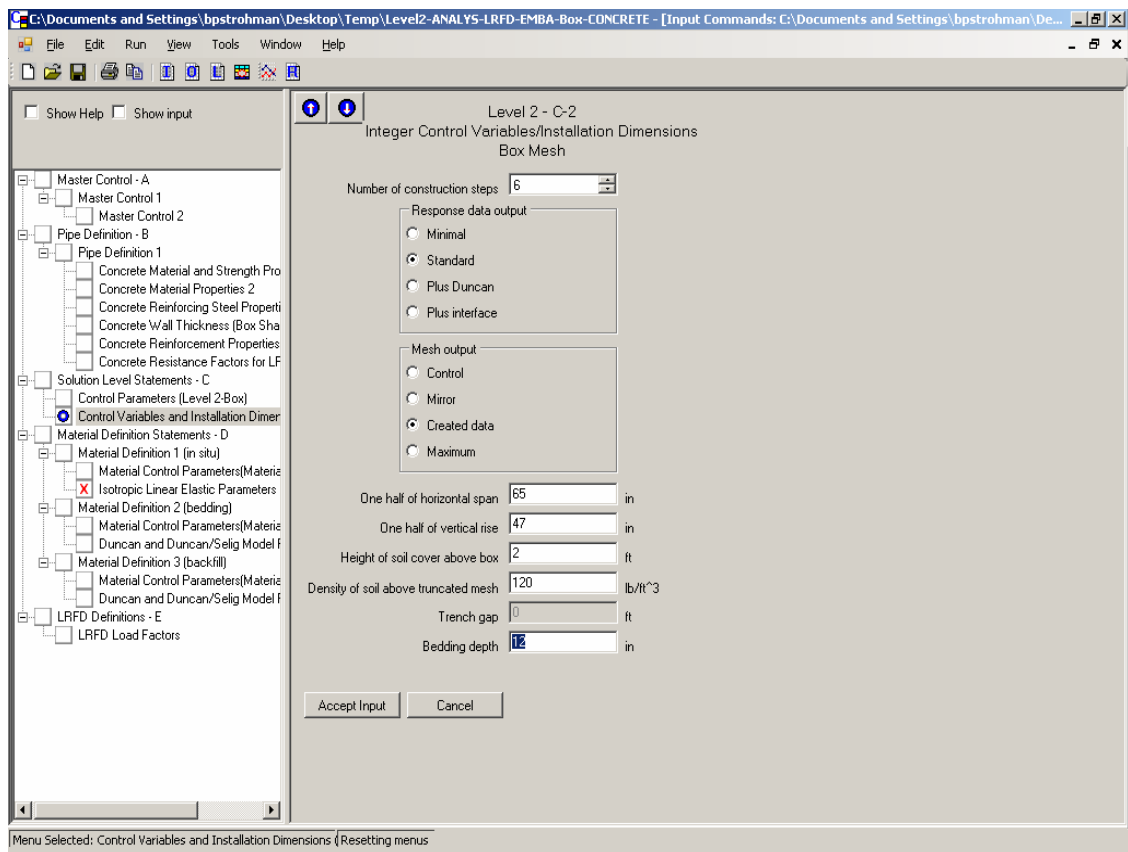 C:\Documents and Settings\bpstrohman\Desktop\Temp\Level2-ANALYS-LRFD-EMBA-Box-CONCRETE - [Input Commands: C:\Documents and Settings\bpstrohman\De...
File Edit Run View Tools Window Help
Show Help Show input
Master Control - A
Master Control 1
Master Control 2
Pipe Definition - B
Pipe Definition 1
Concrete Material and Strength Pro
Concrete Material Properties 2
Concrete Reinforcing Steel Properti
Concrete Wall Thickness (Box Sha
Concrete Reinforcement Properties
Concrete Resistance Factors for LF
Solution Level Statements - C
Control Parameters (Level 2-Box)
Control Variables and Installation Dimer
Material Definition Statements - D
Material Definition 1 (in situ)
Material Control Parameters(Materia
Isotropic Linear Elastic Parameters
Material Definition 2 (bedding)
Material Control Parameters(Materia
Duncan and Duncan/Selig Model F
Material Definition 3 (backfill)
Material Control Parameters(Materia
Duncan and Duncan/Selig Model F
LRFD Definitions - E
LRFD Load Factors
Level 2 - C-2
Integer Control Variables/Installation Dimensions
Box Mesh
Number of construction steps 6
Response data output
Minimal
Standard
Plus Duncan
Plus interface
Mesh output
Control
Mirror
Created data
Maximum
One half of horizontal span 65 in
One half of vertical rise 47 in
Height of soil cover above box 2 ft
Density of soil above truncated mesh 120 lb/ft^3
Trench gap 0 ft
Bedding depth 12 in
Accept Input Cancel
Menu Selected: Control Variables and Installation Dimensions ( Resetting menus